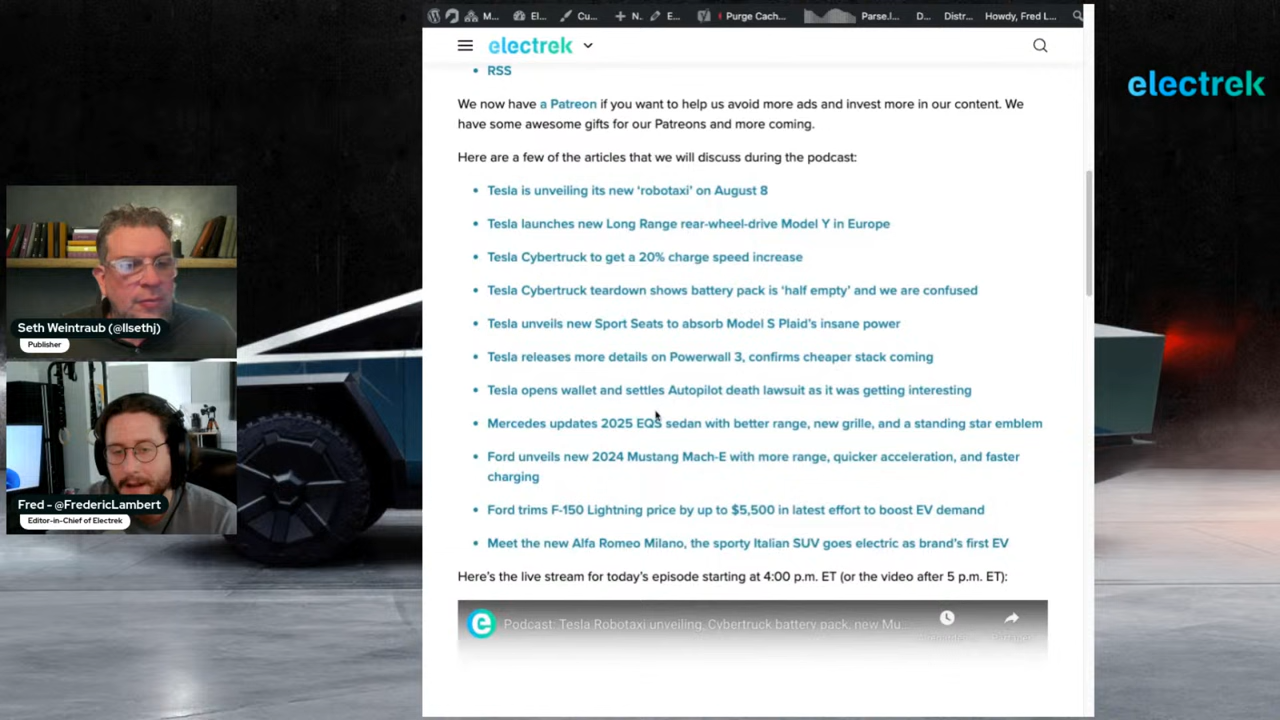 M...
El...
Cu...
N.
E...
Purge Cach...
Parse.l...
D...
Distr...
Howdy, Fred L...
electrek
electrek
RSS
We now have a Patreon if you want to help us avoid more ads and invest more in our content. We
have some awesome gifts for our Patreons and more coming.
Here are a few of the articles that we will discuss during the podcast:
Tesla is unveiling its new ‘robotaxi’ on August 8
Tesla launches new Long Range rear-wheel-drive Model Y in Europe
Tesla Cybertruck to get a 20% charge speed increase
Tesla Cybertruck teardown shows battery pack is ‘half empty’ and we are confused
Tesla unveils new Sport Seats to absorb Model S Plaid’s insane power
Tesla releases more details on Powerwall 3, confirms cheaper stack coming
Tesla opens wallet and settles Autopilot death lawsuit as it was getting interesting
Mercedes updates 2025 EQS sedan with better range, new grille, and a standing star emblem
Ford unveils new 2024 Mustang Mach-E with more range, quicker acceleration, and faster
charging
Ford trims F-150 Lightning price by up to $5,500 in latest effort to boost EV demand
Meet the new Alfa Romeo Milano, the sporty Italian SUV goes electric as brand’s first EV
Here’s the live stream for today’s episode starting at 4:00 p.m. ET (or the video after 5 p.m. ET):
Podcast: Tesla Robotaxi unveiling, Cybertruck battery pack, new Mu...
Seth Weintraub (@llsethj)
Publisher
Fred - @FredericLambert
Editor-in-Chief of Electrek